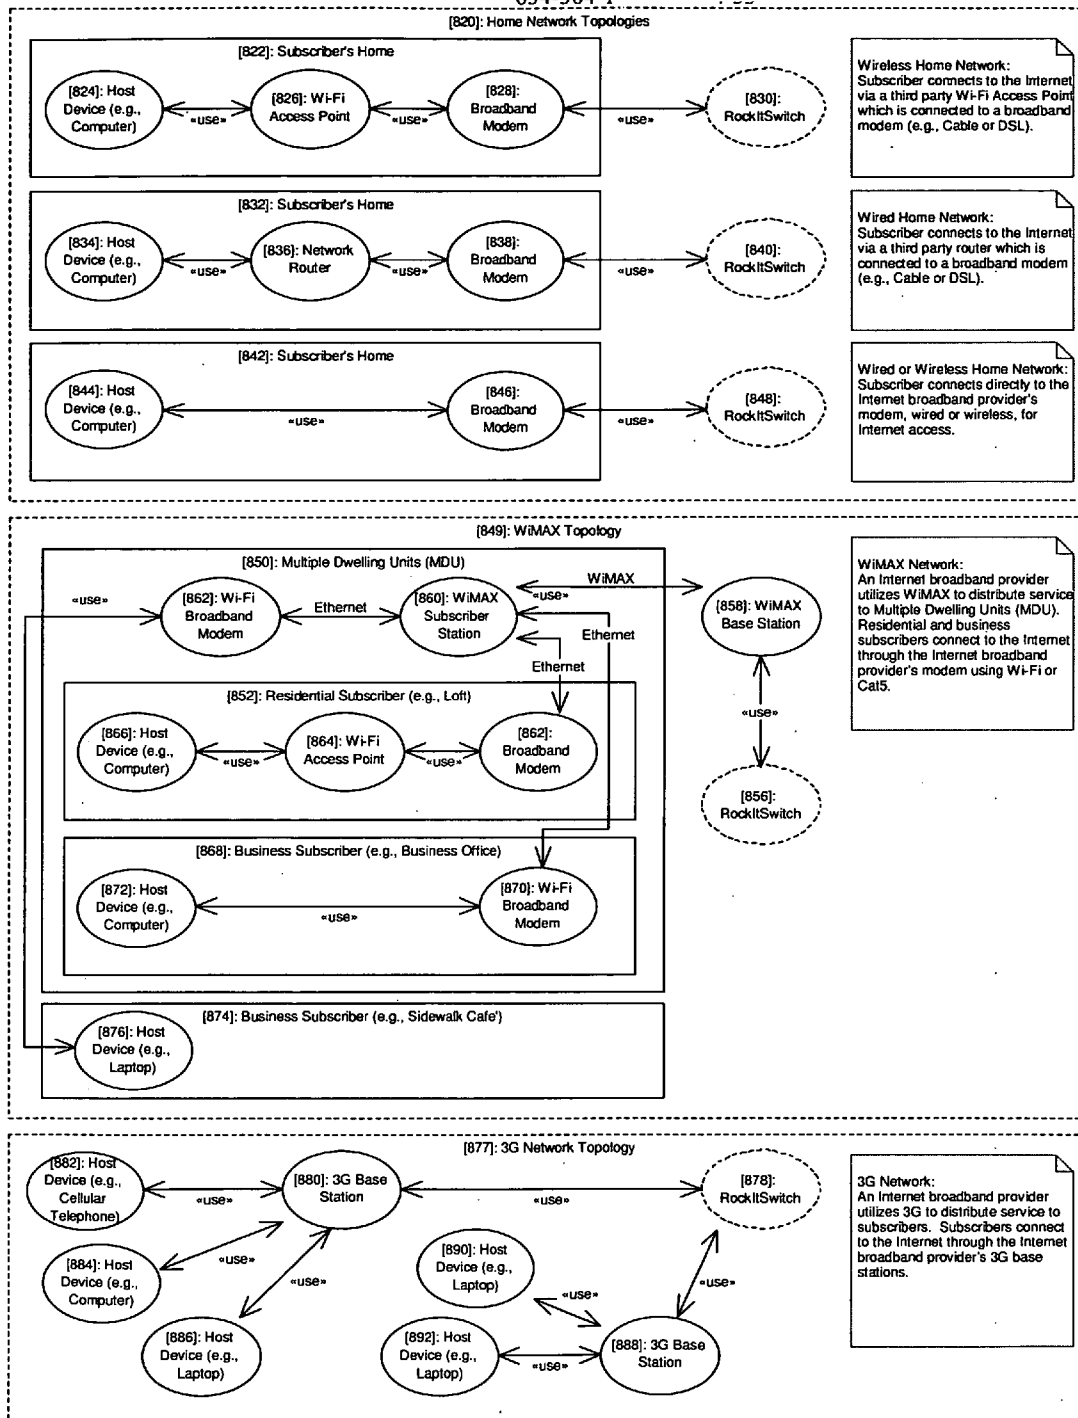 [820]: Home Network Topologies
[822]: Subscriber's Home
[824]: Host
Device (e.g.,
Computer)
«use»
[826]: Wi-Fi
Access Point
«use»
[828]:
Broadband
Modem
«use»
[830]:
RockItSwitch
Wireless Home Network:
Subscriber connects to the Internet
via a third party Wi-Fi Access Point
which is connected to a broadband
modem (e.g., Cable or DSL).
[832]: Subscriber's Home
[834]: Host
Device (e.g.,
Computer)
«use»
[836]: Network
Router
«use»
[838]:
Broadband
Modem
«use»
[840]:
RockItSwitch
Wired Home Network:
Subscriber connects to the Internet
via a third party router which is
connected to a broadband modem
(e.g., Cable or DSL).
[842]: Subscriber's Home
[844]: Host
Device (e.g.,
Computer)
«use»
[846]:
Broadband
Modem
«use»
[848]:
RockItSwitch
Wired or Wireless Home Network:
Subscriber connects directly to the
Internet broadband provider's
modem, wired or wireless, for
Internet access.
[849]: WiMAX Topology
[850]: Multiple Dwelling Units (MDU)
«use»
[862]: Wi-Fi
Broadband
Modem
Ethernet
[860]: WiMAX
Subscriber
Station
WiMAX
«use»
[858]: WiMAX
Base Station
Ethernet
Ethernet
«use»
[856]:
RockItSwitch
WiMAX Network:
An Internet broadband provider
utilizes WiMAX to distribute service
to Multiple Dwelling Units (MDU).
Residential and business
subscribers connect to the Internet
through the Internet broadband
provider's modem using Wi-Fi or
Cat5.
[852]: Residential Subscriber (e.g., Loft)
[866]: Host
Device (e.g.,
Computer)
«use»
[864]: Wi-Fi
Access Point
«use»
[862]:
Broadband
Modem
[868]: Business Subscriber (e.g., Business Office)
[872]: Host
Device (e.g.,
Computer)
«use»
[870]: Wi-Fi
Broadband
Modem
[874]: Business Subscriber (e.g., Sidewalk Cafe')
[876]: Host
Device (e.g.,
Laptop)
[877]: 3G Network Topology
[882]: Host
Device (e.g.,
Cellular
Telephone)
«use»
[880]: 3G Base
Station
«use»
[878]:
RockItSwitch
3G Network:
An Internet broadband provider
utilizes 3G to distribute service to
subscribers. Subscribers connect
to the Internet through the Internet
broadband provider's 3G base
stations.
[884]: Host
Device (e.g.,
Computer)
«use»
[886]: Host
Device (e.g.,
Laptop)
«use»
[890]: Host
Device (e.g.,
Laptop)
«use»
[892]: Host
Device (e.g.,
Laptop)
«use»
[888]: 3G Base
Station
«use»